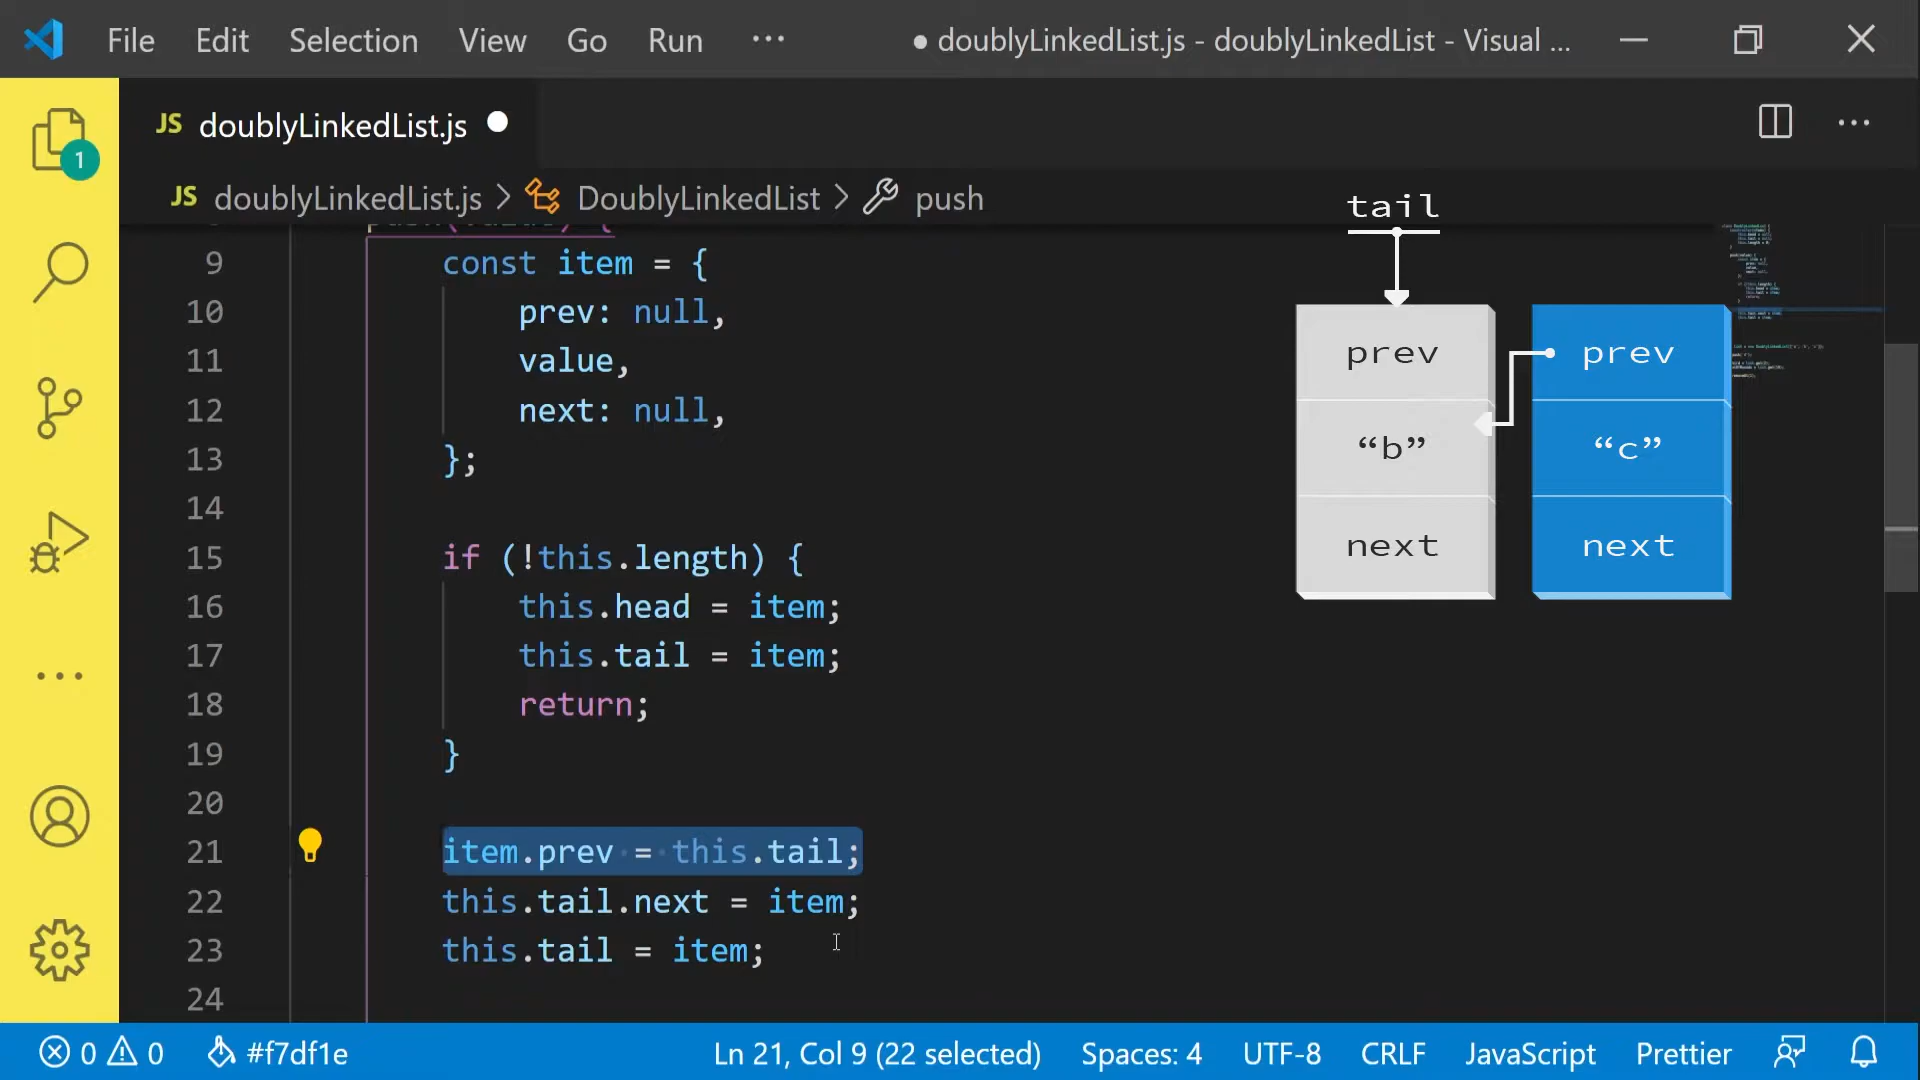 File Edit Selection View Go Run ··· ● doublyLinkedList.js - doublyLinkedList - Visual ...
JS doublyLinkedList.js
1
JS doublyLinkedList.js > DoublyLinkedList > push
tail
9 const item = {
10 prev: null,
11 value,
12 next: null,
13 };
14
15 if (!this.length) {
16 this.head = item;
17 this.tail = item;
18 return;
19 }
20
21 item.prev = this.tail;
22 this.tail.next = item;
23 this.tail = item;
24
prev prev
“b” “c”
next next
0 0 #f7df1e Ln 21, Col 9 (22 selected) Spaces: 4 UTF-8 CRLF JavaScript Prettier